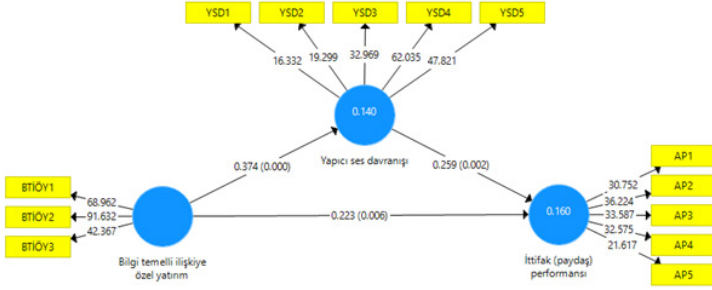 YSD1 YSD2 YSD3 YSD4 YSD5
16.332 19.299 32.969 62.035 47.821
0.140
Yapıcı ses davranışı
0.374 (0.000)
0.259 (0.002)
BTİÖY1
BTİÖY2
BTİÖY3
68.962
91.632
42.367
Bilgi temelli ilişkiye
özel yatırım
0.223 (0.006)
0.160
İttifak (paydaş)
performansı
30.752
36.224
33.587
32.575
21.617
AP1
AP2
AP3
AP4
AP5